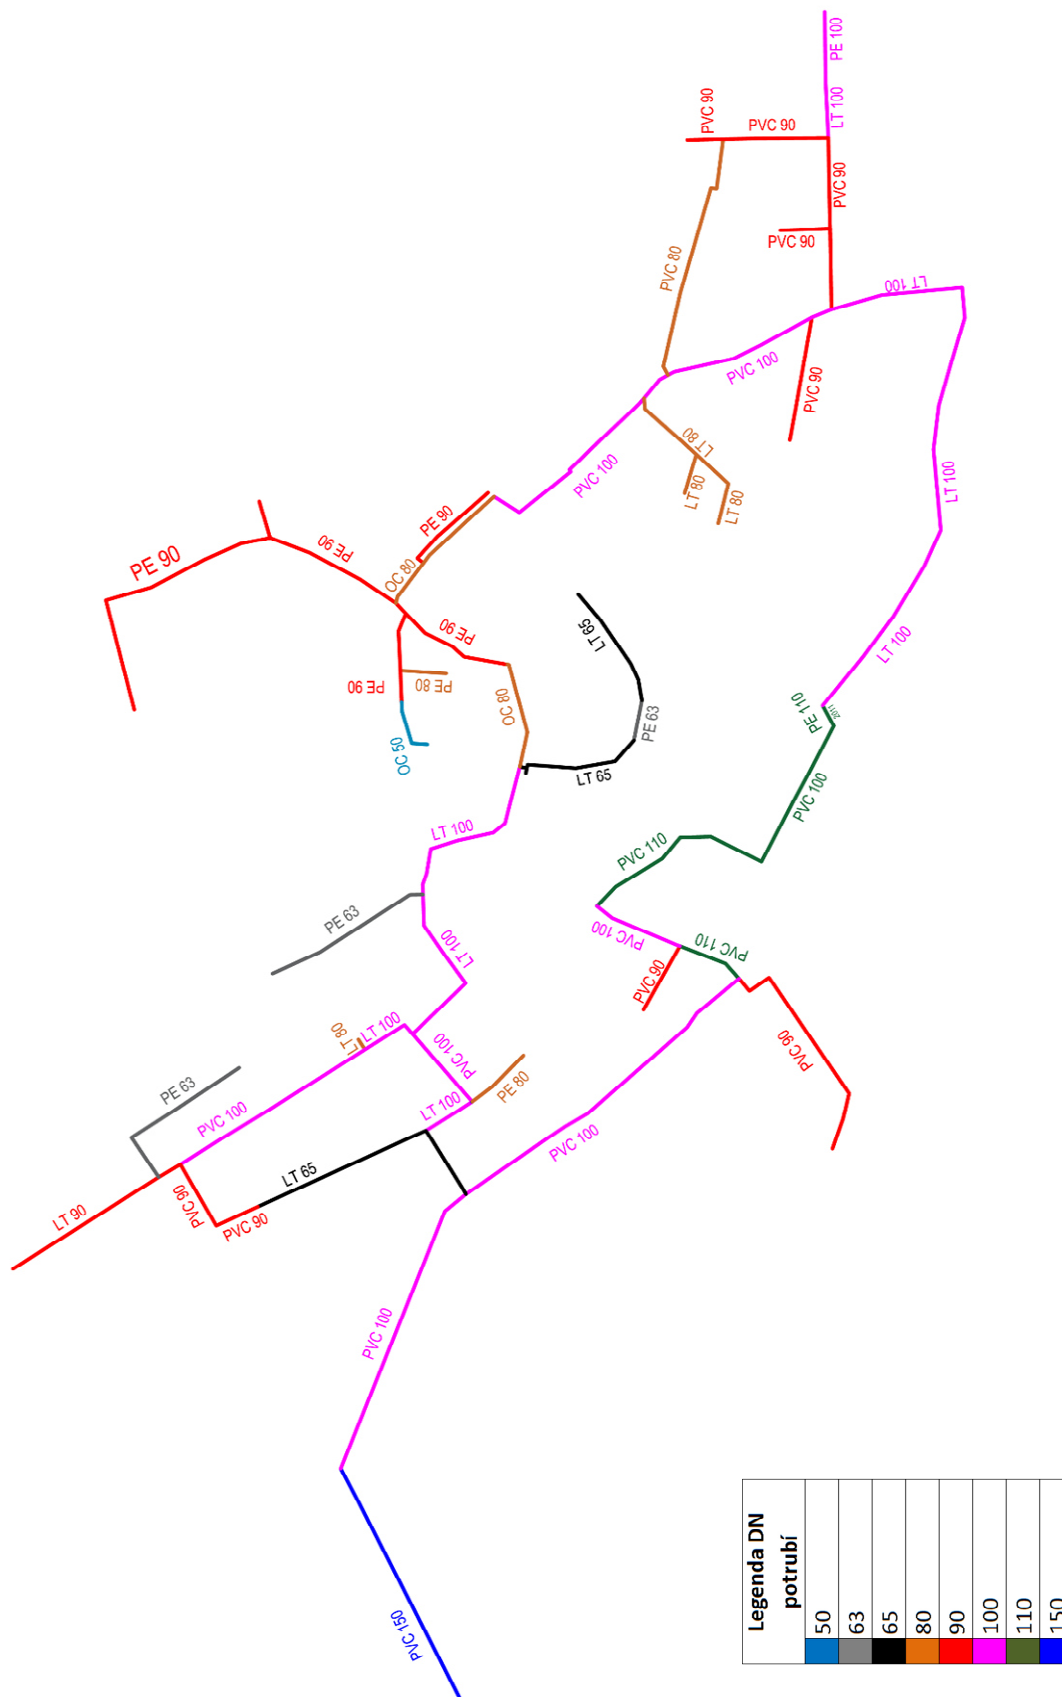 PE 100
LT 100
PVC 90
PVC 90
PVC 90
PVC 90
PVC 80
LT 100
PVC 100
PVC 90
LT 80
LT 80
LT 80
PVC 100
LT 100
PE 90
OC 80
PE 90
PE 90
PE 90
PE 90
PE 80
OC 50
OC 80
LT 65
PE 63
LT 65
LT 100
PE 110
2011
PVC 100
PVC 110
PVC 100
PVC 110
PVC 90
PVC 90
LT 100
PE 63
LT 100
LT 80
LT 100
PVC 100
PE 80
LT 100
PE 63
PVC 100
LT 65
PVC 90
PVC 90
LT 90
PVC 100
PVC 100
PVC 150
Legenda DN
potrubí
50
63
65
80
90
100
110
150